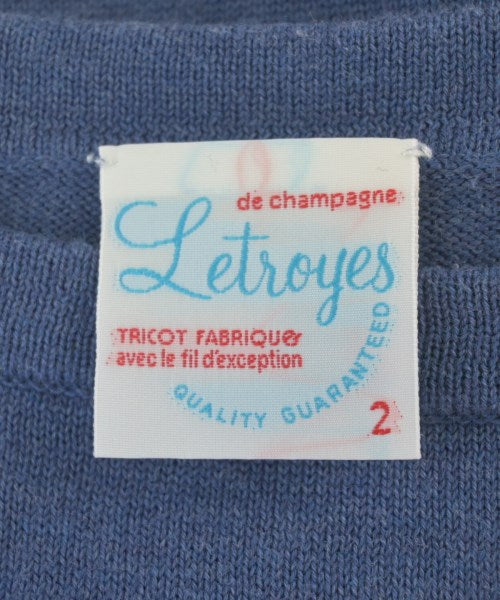 de champagne
Letroyes
TRICOT FABRIQUer
avec le fil d'exception
QUALITY GUARANTEED
2